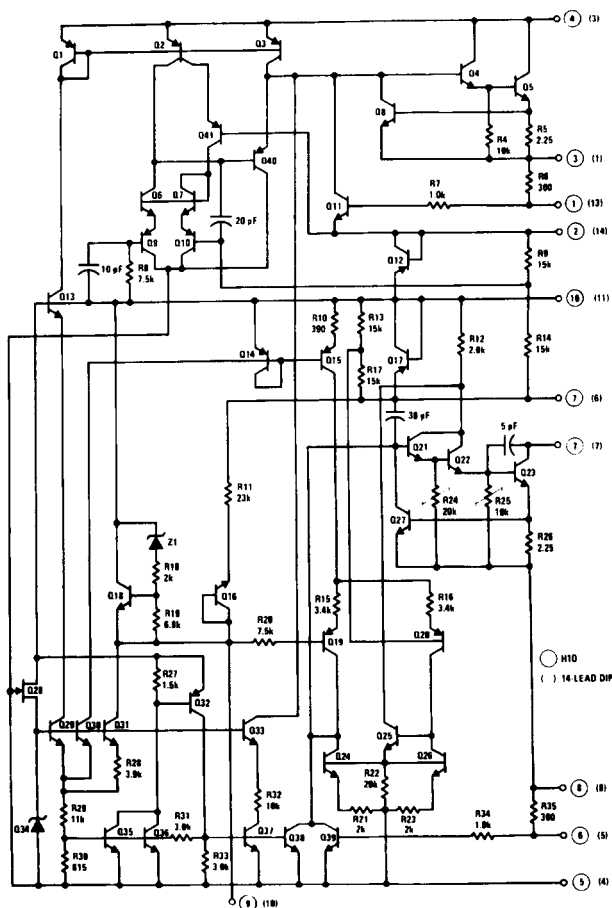 Q1
Q2
Q3
4 (3)
Q4
Q5
Q8
R4
10k
R5
2.25
3 (1)
R6
300
Q41
Q40
R7
1.0k
1 (13)
Q11
2 (14)
Q6
Q7
20 pF
Q9
Q10
Q12
R9
15k
10 pF
R8
7.5k
Q13
10 (11)
R10
390
R13
15k
R12
2.0k
Q14
Q15
R17
15k
Q17
R14
15k
7 (6)
30 pF
5 pF
(7)
Q21
Q22
Q23
R11
23k
R24
20k
R25
10k
Q27
R26
2.25
Z1
R18
2k
Q18
R19
6.9k
Q16
R15
3.4k
R16
3.4k
R20
7.5k
Q19
Q20
H10
( ) 14-LEAD DIP
R27
1.5k
Q32
Q28
Q29
Q30
Q31
R28
3.9k
Q33
Q24
Q25
Q26
R22
20k
R32
10k
R21
2k
R23
2k
8 (8)
R35
300
R29
11k
Q34
Q35
Q36
R31
3.0k
Q37
Q38
Q39
R34
1.0k
6 (5)
R30
615
R33
3.0k
5 (4)
9 (10)